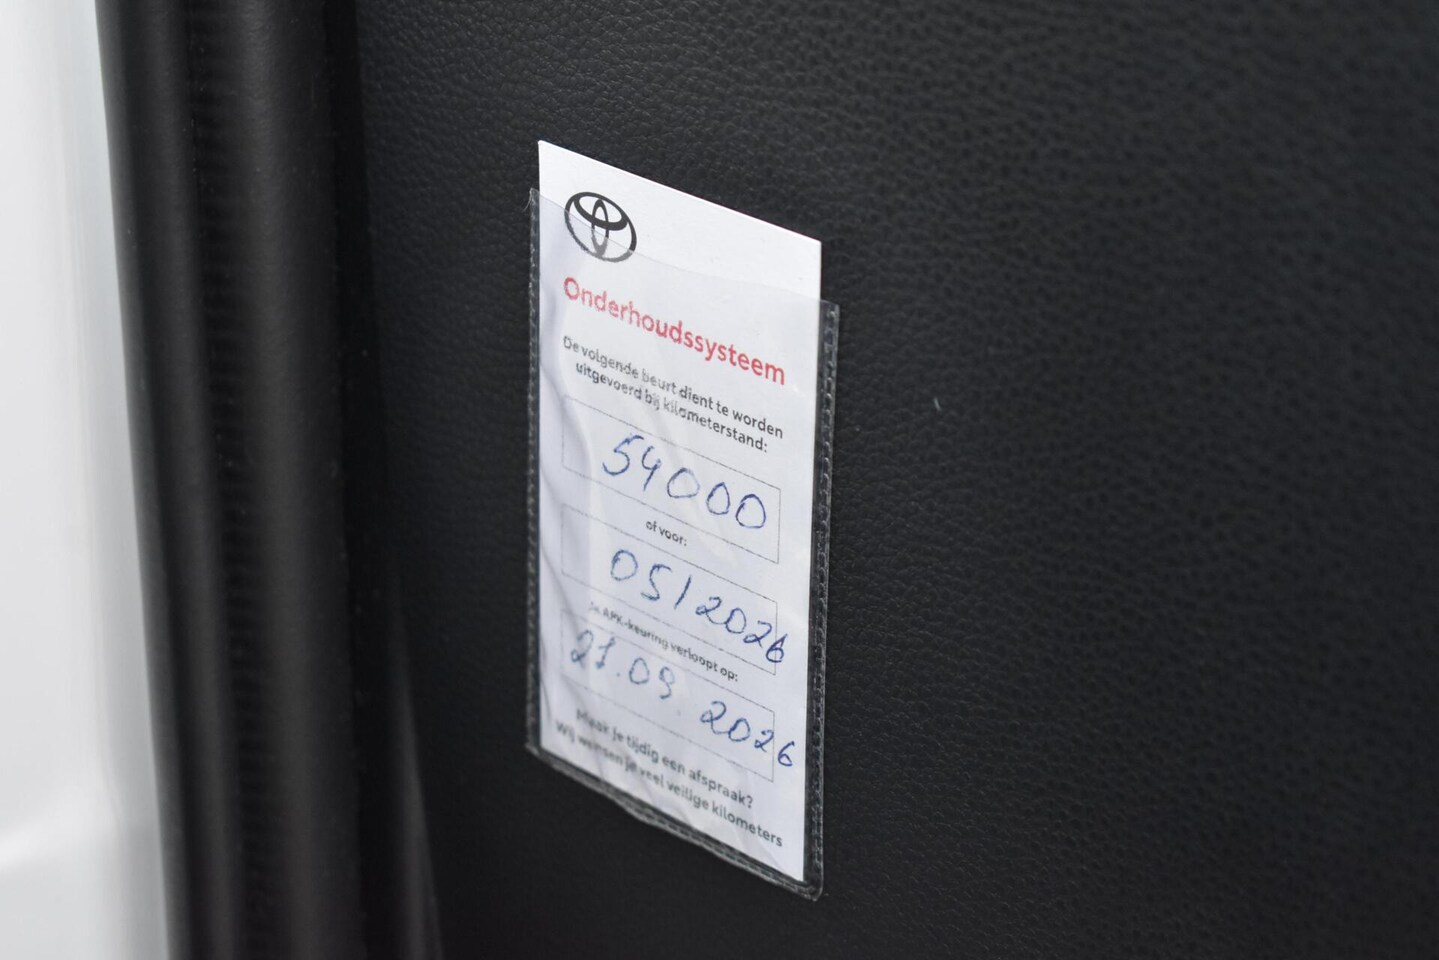 Onderhoudssysteem
De volgende beurt dient te worden
uitgevoerd bij kilometerstand:
54000
of voor:
05/2026
Je APK-keuring verloopt op:
21.09.2026
Maak je tijdig een afspraak?
Wij wensen je veel veilige kilometers